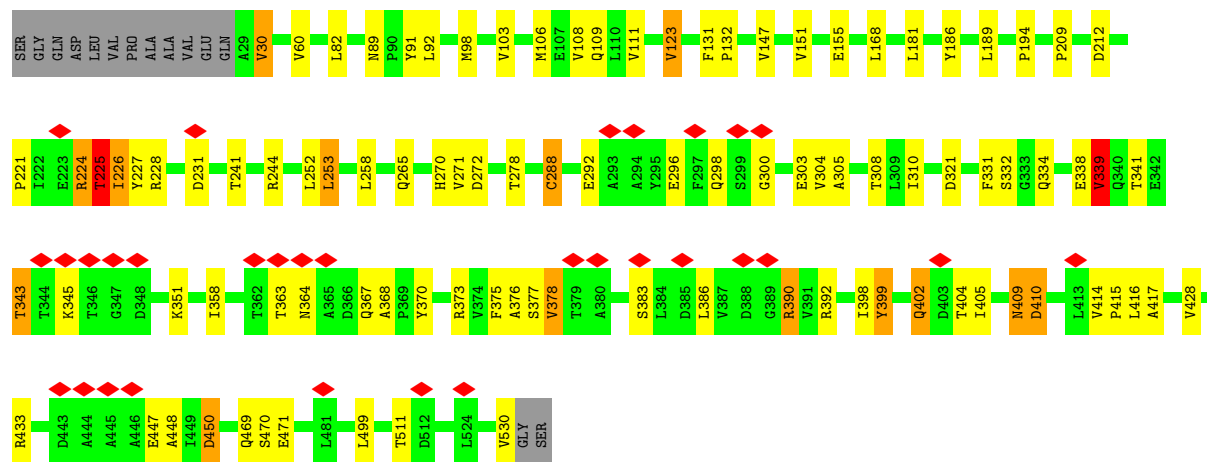 SER GLY GLN ASP LEU VAL PRO ALA ALA VAL GLU GLN A29 V30 V60 L82 N89 P90 Y91 L92 M98 V103 M106 E107 V108 Q109 L110 V111 V123 F131 P132 V147 V151 E155 L168 L181 Y186 L189 P194 P209 D212
P221 I222 E223 R224 T225 I226 Y227 R228 D231 T241 R244 L252 L253 L258 Q265 H270 V271 D272 T278 C288 E292 A293 A294 Y295 E296 F297 Q298 S299 G300 E303 V304 A305 T308 L309 I310 D321 F331 S332 G333 Q334 E338 V339 Q340 T341 E342
T343 T344 K345 T346 G347 D348 K351 I358 T362 T363 N364 A365 D366 Q367 A368 P369 Y370 R373 V374 F375 A376 S377 V378 T379 A380 S383 L384 D385 L386 V387 D388 G389 R390 V391 R392 I398 Y399 Q402 D403 T404 I405 N409 D410 L413 V414 P415 L416 A417 V428
R433 D443 A444 A445 A446 E447 A448 I449 D450 Q469 S470 E471 L481 L499 T511 D512 L524 V530 GLY SER